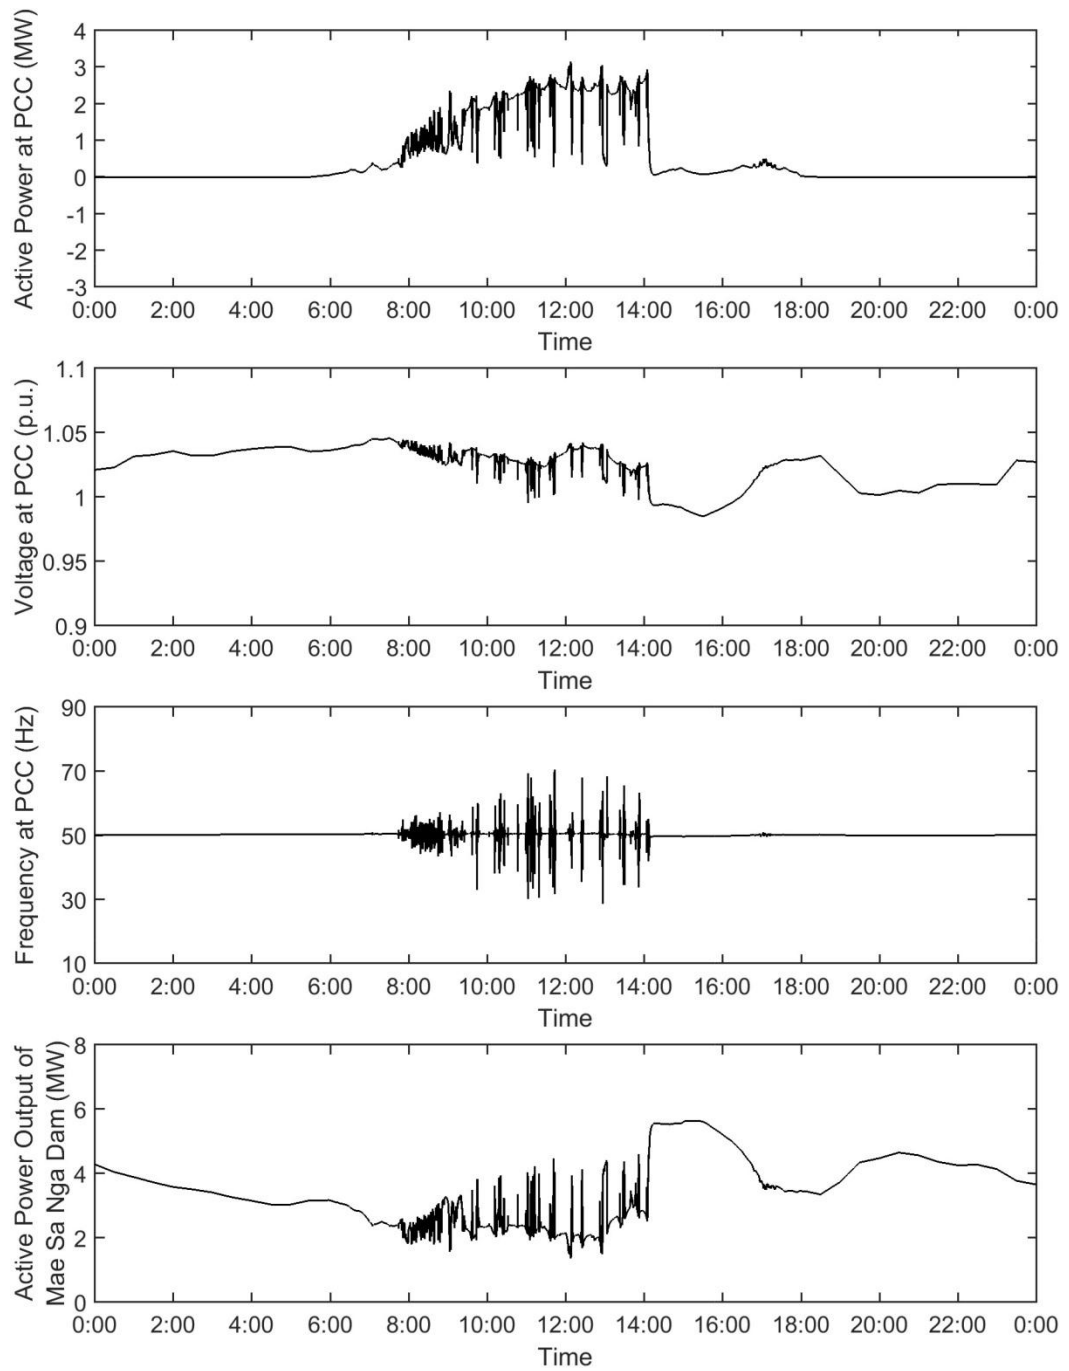 Active Power at PCC (MW)
4
3
2
1
0
-1
-2
-3
0:00 2:00 4:00 6:00 8:00 10:00 12:00 14:00 16:00 18:00 20:00 22:00 0:00
Time
Voltage at PCC (p.u.)
1.1
1.05
1
0.95
0.9
0:00 2:00 4:00 6:00 8:00 10:00 12:00 14:00 16:00 18:00 20:00 22:00 0:00
Time
Frequency at PCC (Hz)
90
70
50
30
10
0:00 2:00 4:00 6:00 8:00 10:00 12:00 14:00 16:00 18:00 20:00 22:00 0:00
Time
Active Power Output of
Mae Sa Nga Dam (MW)
8
6
4
2
0
0:00 2:00 4:00 6:00 8:00 10:00 12:00 14:00 16:00 18:00 20:00 22:00 0:00
Time